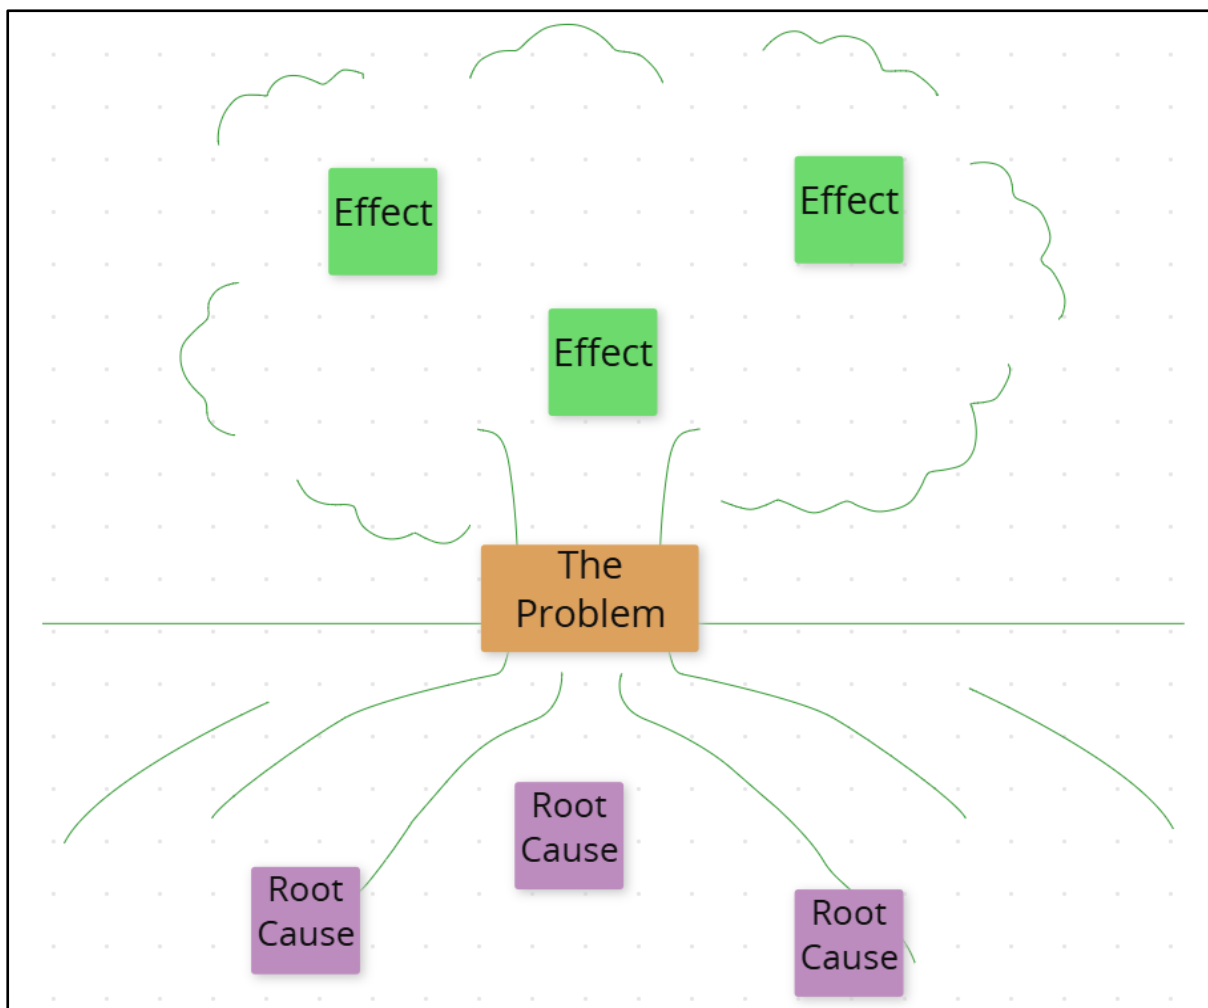 Effect
Effect
Effect
The
Problem
Root
Cause
Root
Cause
Root
Cause